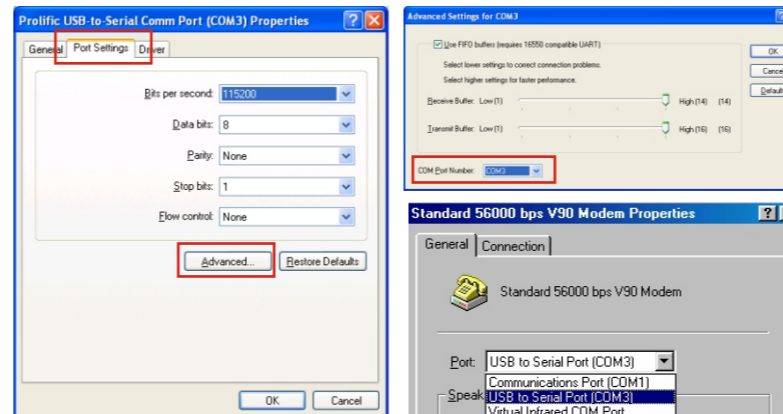 Prolific USB-to-Serial Comm Port (COM3) Properties
General Port Settings Driver
Bits per second: 115200
Data bits: 8
Parity: None
Stop bits: 1
Flow control: None
Advanced... Restore Defaults
OK Cancel
Advanced Settings for COM3
Use FIFO buffers (requires 16550 compatible UART)
Select lower settings to correct connection problems.
Select higher settings for faster performance.
Receive Buffer: Low (1) High (14) (14)
Transmit Buffer: Low (1) High (16) (16)
COM Port Number: COM3
OK
Cance
Default
Standard 56000 bps V90 Modem Properties
General Connection
Standard 56000 bps V90 Modem
Port: USB to Serial Port (COM3)
Communications Port (COM1)
Speak USB to Serial Port (COM3)
Virtual Infrared COM Port